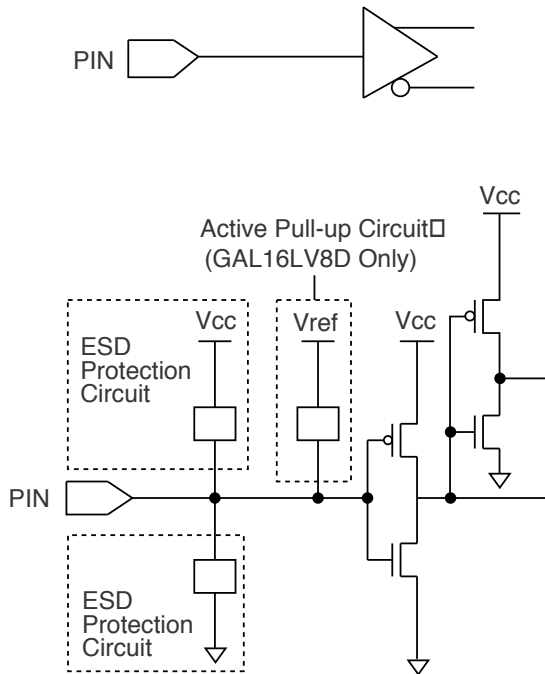 PIN
Vcc
Active Pull-up Circuit□
(GAL16LV8D Only)
ESD
Protection
Circuit
Vcc
Vref
Vcc
PIN
ESD
Protection
Circuit